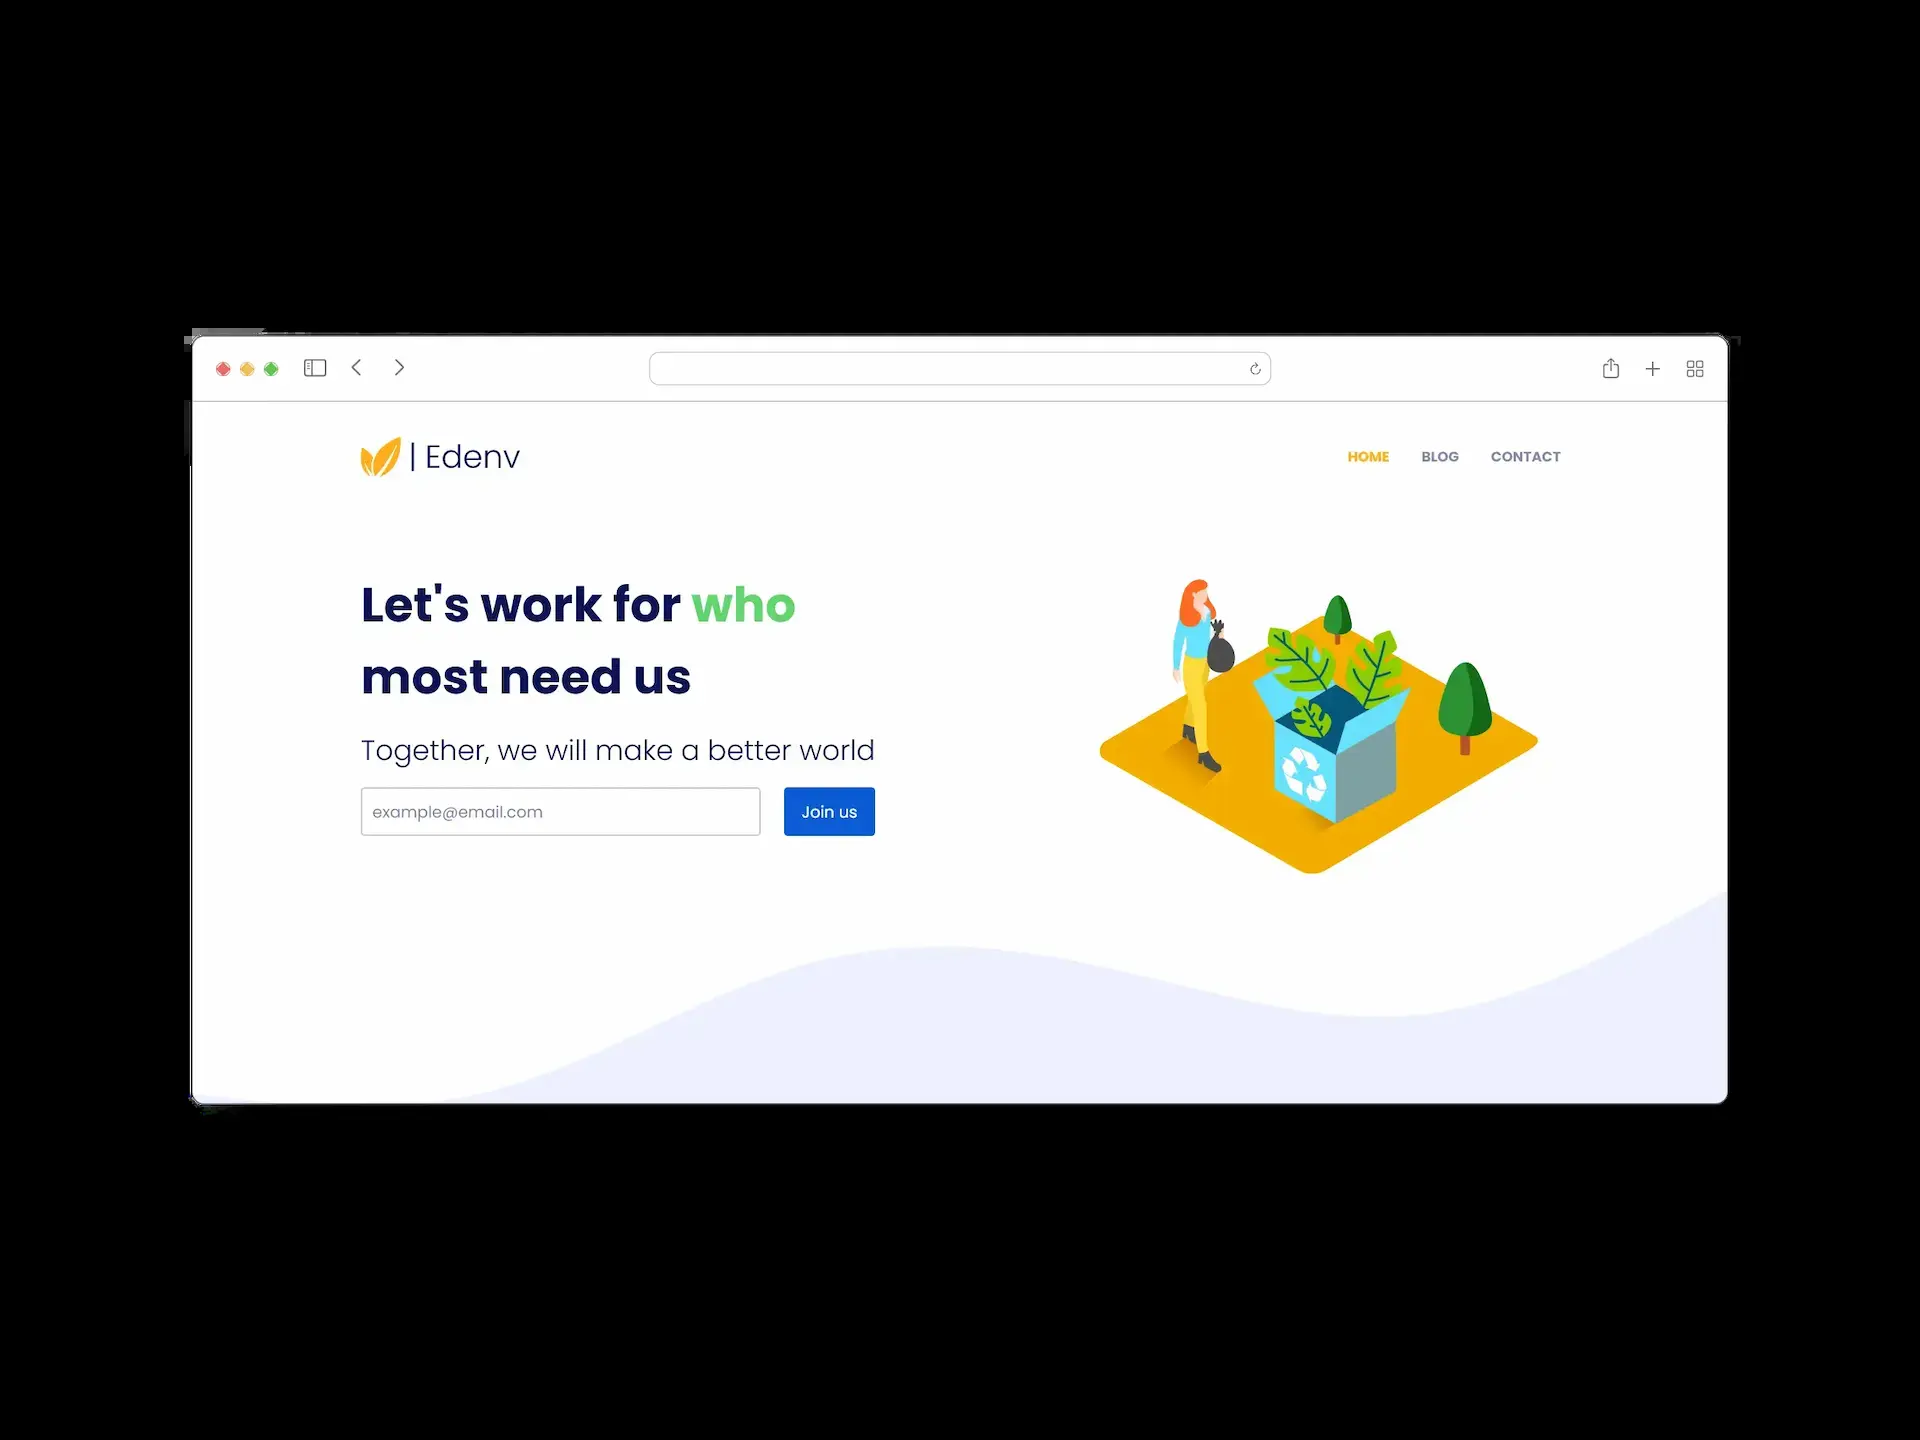 | Edenv
HOME BLOG CONTACT
Let's work for who
most need us
Together, we will make a better world
example@email.com
Join us